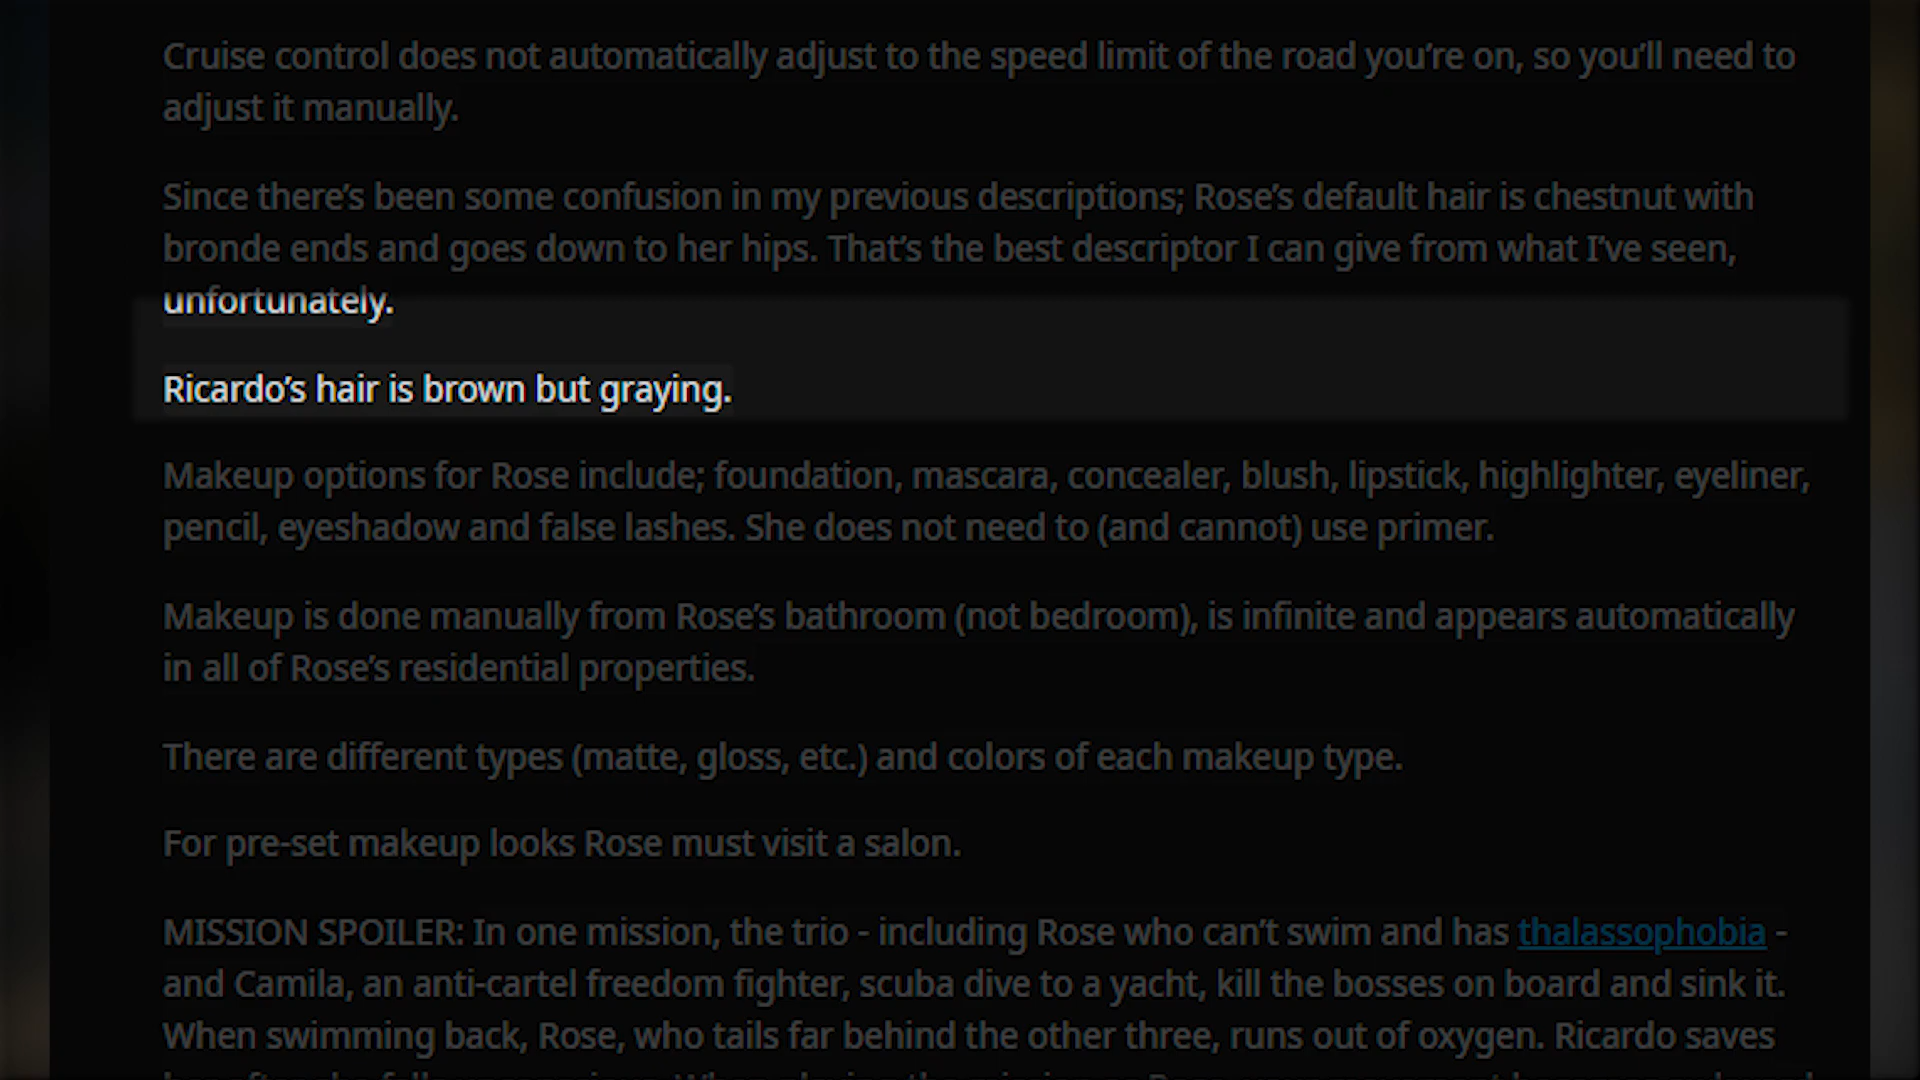 Cruise control does not automatically adjust to the speed limit of the road you’re on, so you’ll need to
adjust it manually.
Since there’s been some confusion in my previous descriptions; Rose’s default hair is chestnut with
bronde ends and goes down to her hips. That’s the best descriptor I can give from what I’ve seen,
unfortunately.
Ricardo’s hair is brown but graying.
Makeup options for Rose include; foundation, mascara, concealer, blush, lipstick, highlighter, eyeliner,
pencil, eyeshadow and false lashes. She does not need to (and cannot) use primer.
Makeup is done manually from Rose’s bathroom (not bedroom), is infinite and appears automatically
in all of Rose’s residential properties.
There are different types (matte, gloss, etc.) and colors of each makeup type.
For pre-set makeup looks Rose must visit a salon.
MISSION SPOILER: In one mission, the trio - including Rose who can’t swim and has thalassophobia -
and Camila, an anti-cartel freedom fighter, scuba dive to a yacht, kill the bosses on board and sink it.
When swimming back, Rose, who tails far behind the other three, runs out of oxygen. Ricardo saves